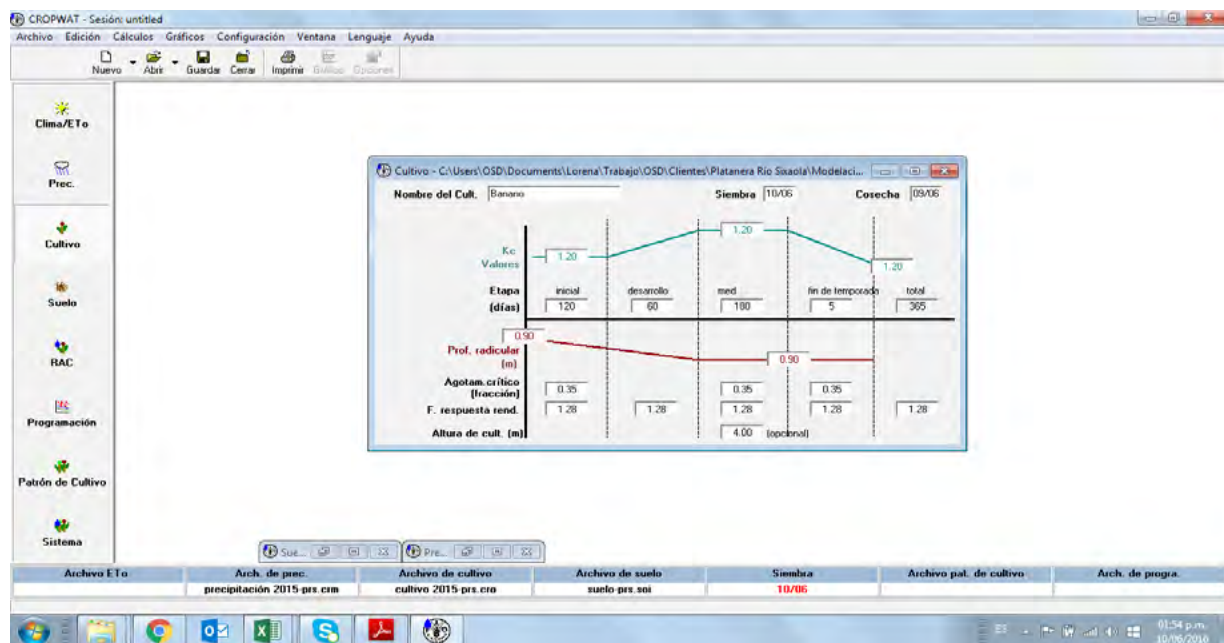 CROPWAT - Sesión: untitled
Archivo Edición Cálculos Gráficos Configuración Ventana Lenguaje Ayuda
Nuevo Abrir Guardar Cerrar Imprimir Gráficos Opciones
Clima/ETo
Prec.
Cultivo
Suelo
RAC
Programación
Patrón de Cultivo
Sistema
Cultivo - C:\Users\OSD\Documents\Lorena\Trabajo\OSD\Clientes\Platanera Río Sixaola\Modelaci...
Nombre del Cult. Banano Siembra 10/06 Cosecha 09/06
Kc
Valores
1.20 1.20 1.20
Etapa inicial desarrollo med fin de temporada total
(días) 120 60 180 5 365
0.90
Prof. radicular
(m)
0.90
Agotam.crítico
(fracción)
0.35 0.35 0.35
F. respuesta rend. 1.28 1.28 1.28 1.28 1.28
Altura de cult. (m) 4.00 (opcional)
Sue... Pre...
Archivo ETo Arch. de prec. Archivo de cultivo Archivo de suelo Siembra Archivo pat. de cultivo Arch. de progra.
precipitación 2015-prs.crm cultivo 2015-prs.cro suelo-prs.soi 10/06
ES 01:54 p.m.
10/06/2016